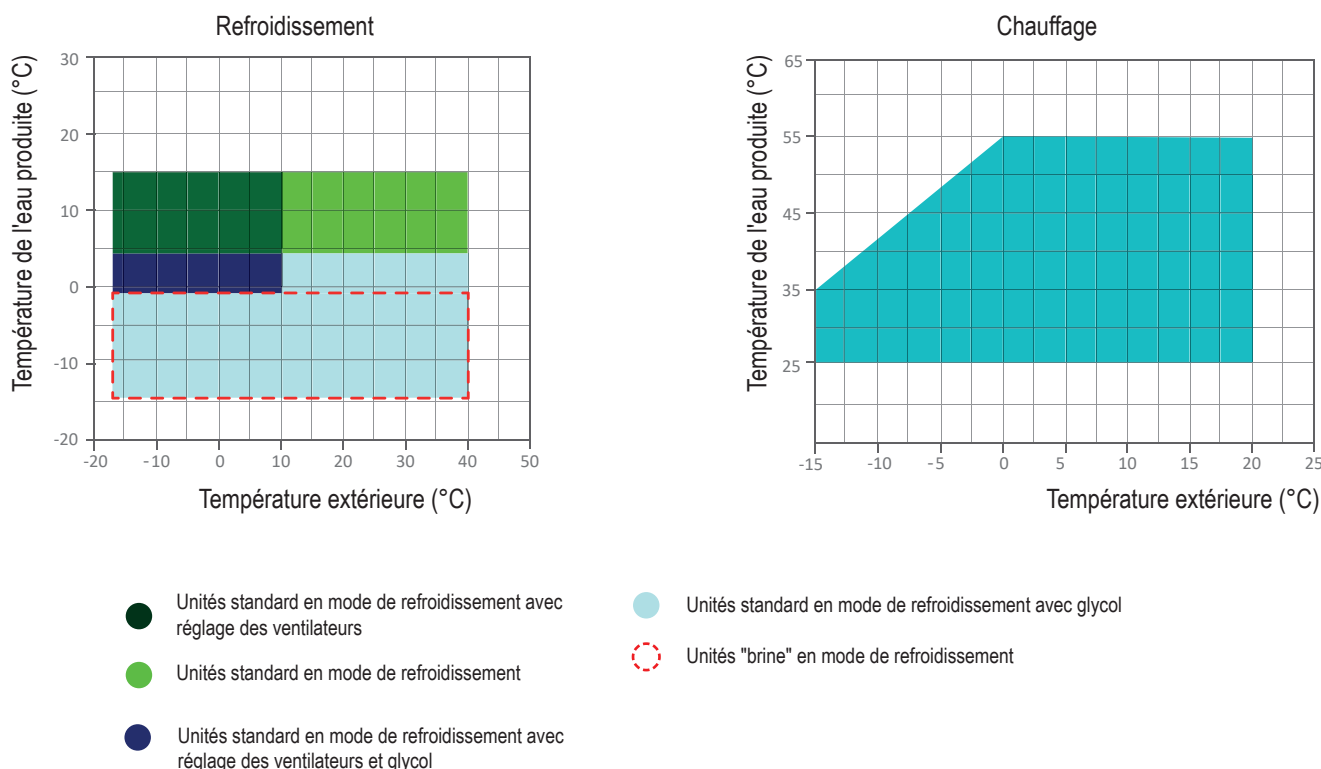 Refroidissement
Température de l'eau produite (°C)
30
20
10
0
-10
-20
-20 -10 0 10 20 30 40 50
Température extérieure (°C)
Chauffage
Température de l'eau produite (°C)
65
55
45
35
25
-15 -10 -5 0 5 10 15 20 25
Température extérieure (°C)
Unités standard en mode de refroidissement avec
réglage des ventilateurs
Unités standard en mode de refroidissement
Unités standard en mode de refroidissement avec
réglage des ventilateurs et glycol
Unités standard en mode de refroidissement avec glycol
Unités "brine" en mode de refroidissement